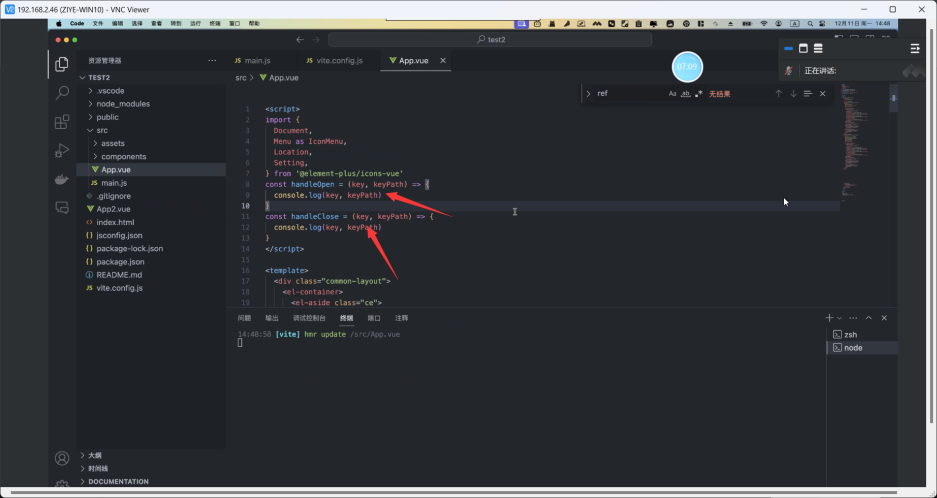 192.168.2.46 (ZIYE-WIN10) - VNC Viewer
Code 文件 编辑 选择 查看 转到 运行 终端 窗口 帮助
12月11日 周一 14:48
test2
资源管理器 ···
JS main.js
vite.config.js
App.vue
07:09
正在讲话:
TEST2
src > App.vue
ref
Aa ab .* 无结果
.vscode
node_modules
public
src
assets
components
App.vue
JS main.js
.gitignore
App2.vue
<> index.html
{} jsconfig.json
{} package-lock.json
{} package.json
README.md
JS vite.config.js
1 <script>
2 import {
3 Document,
4 Menu as IconMenu,
5 Location,
6 Setting,
7 } from '@element-plus/icons-vue'
8 const handleOpen = (key, keyPath) => {
9 console.log(key, keyPath)
10 }
11 const handleClose = (key, keyPath) => {
12 console.log(key, keyPath)
13 }
14 </script>
15
16 <template>
17 <div class="common-layout">
18 <el-container>
19 <el-aside class="ce">
问题 输出 调试控制台 终端 端口 注释
14:48:58 [vite] hmr update /src/App.vue
zsh
node
大纲
时间线
DOCUMENTATION